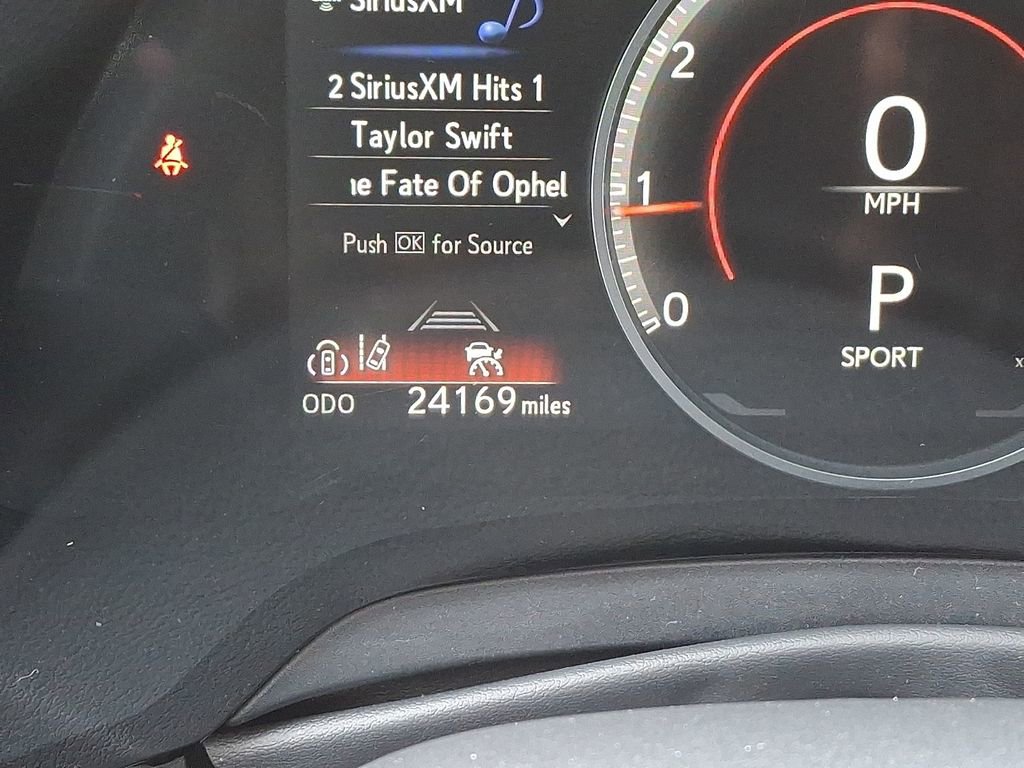 SiriusXM
2 SiriusXM Hits 1
Taylor Swift
e Fate Of Ophel
Push OK for Source
ODO 24169 miles
2
1
0
0
MPH
P
SPORT
x